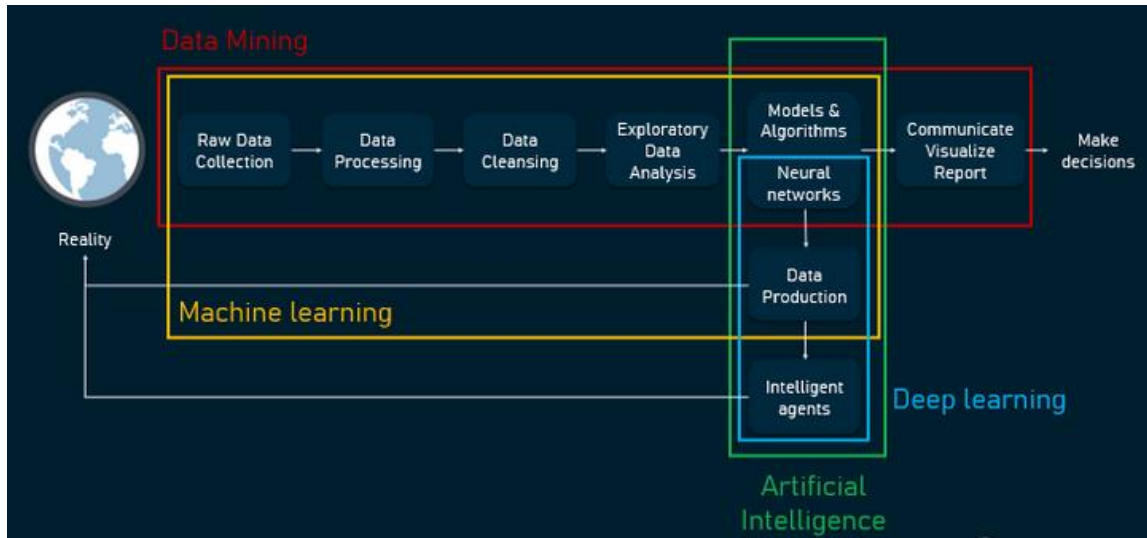 Data Mining
Raw Data
Collection
Data
Processing
Data
Cleansing
Exploratory
Data
Analysis
Models &
Algorithms
Neural
networks
Communicate
Visualize
Report
Make
decisions
Reality
Data
Production
Machine learning
Intelligent
agents
Deep learning
Artificial
Intelligence